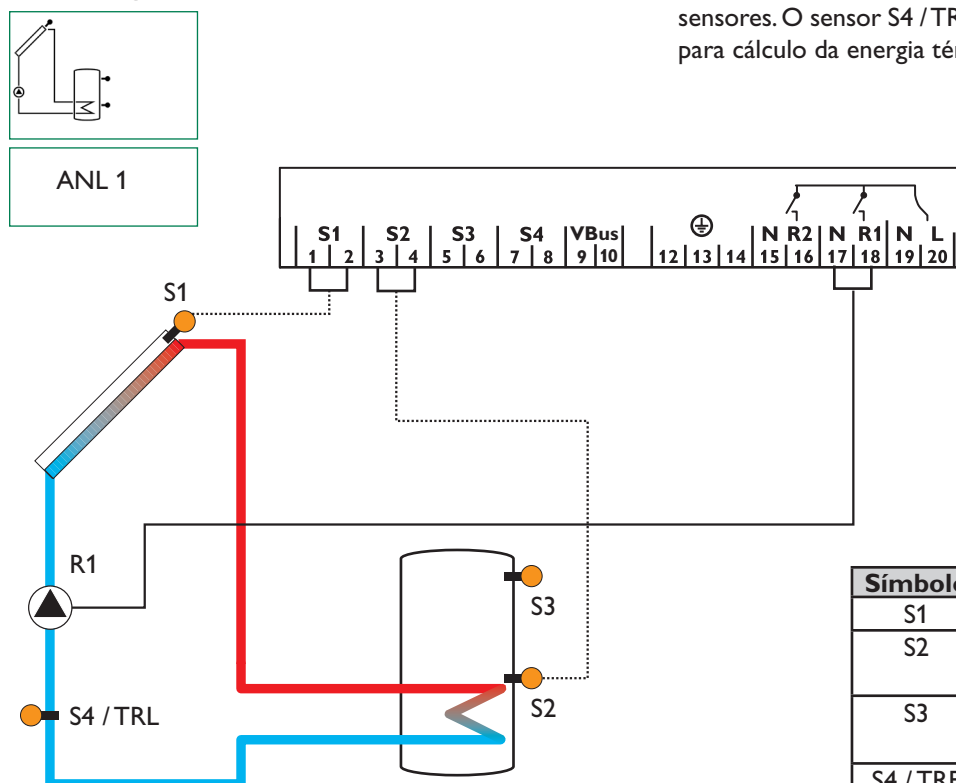 sensores. O sensor S4 / TR
para cálculo da energia té
ANL 1
S1 S2 S3 S4 VBus N R2 N R1 N L
1 2 3 4 5 6 7 8 9 10 12 13 14 15 16 17 18 19 20
S1
R1
S3
S4 / TRL
S2
Símbolo
S1
S2
S3
S4 / TRF